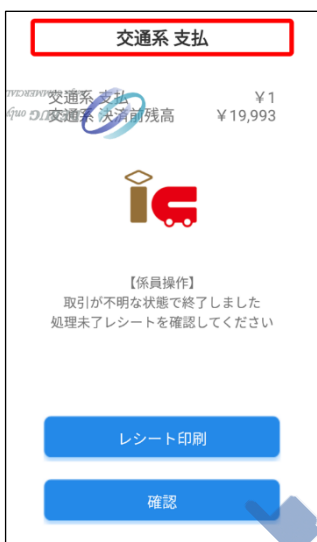 交通系 支払
交通系 支払 ¥1
交通系 決済前残高 ¥19,993
【係員操作】
取引が不明な状態で終了しました
処理未了レシートを確認してください
レシート印刷
確認